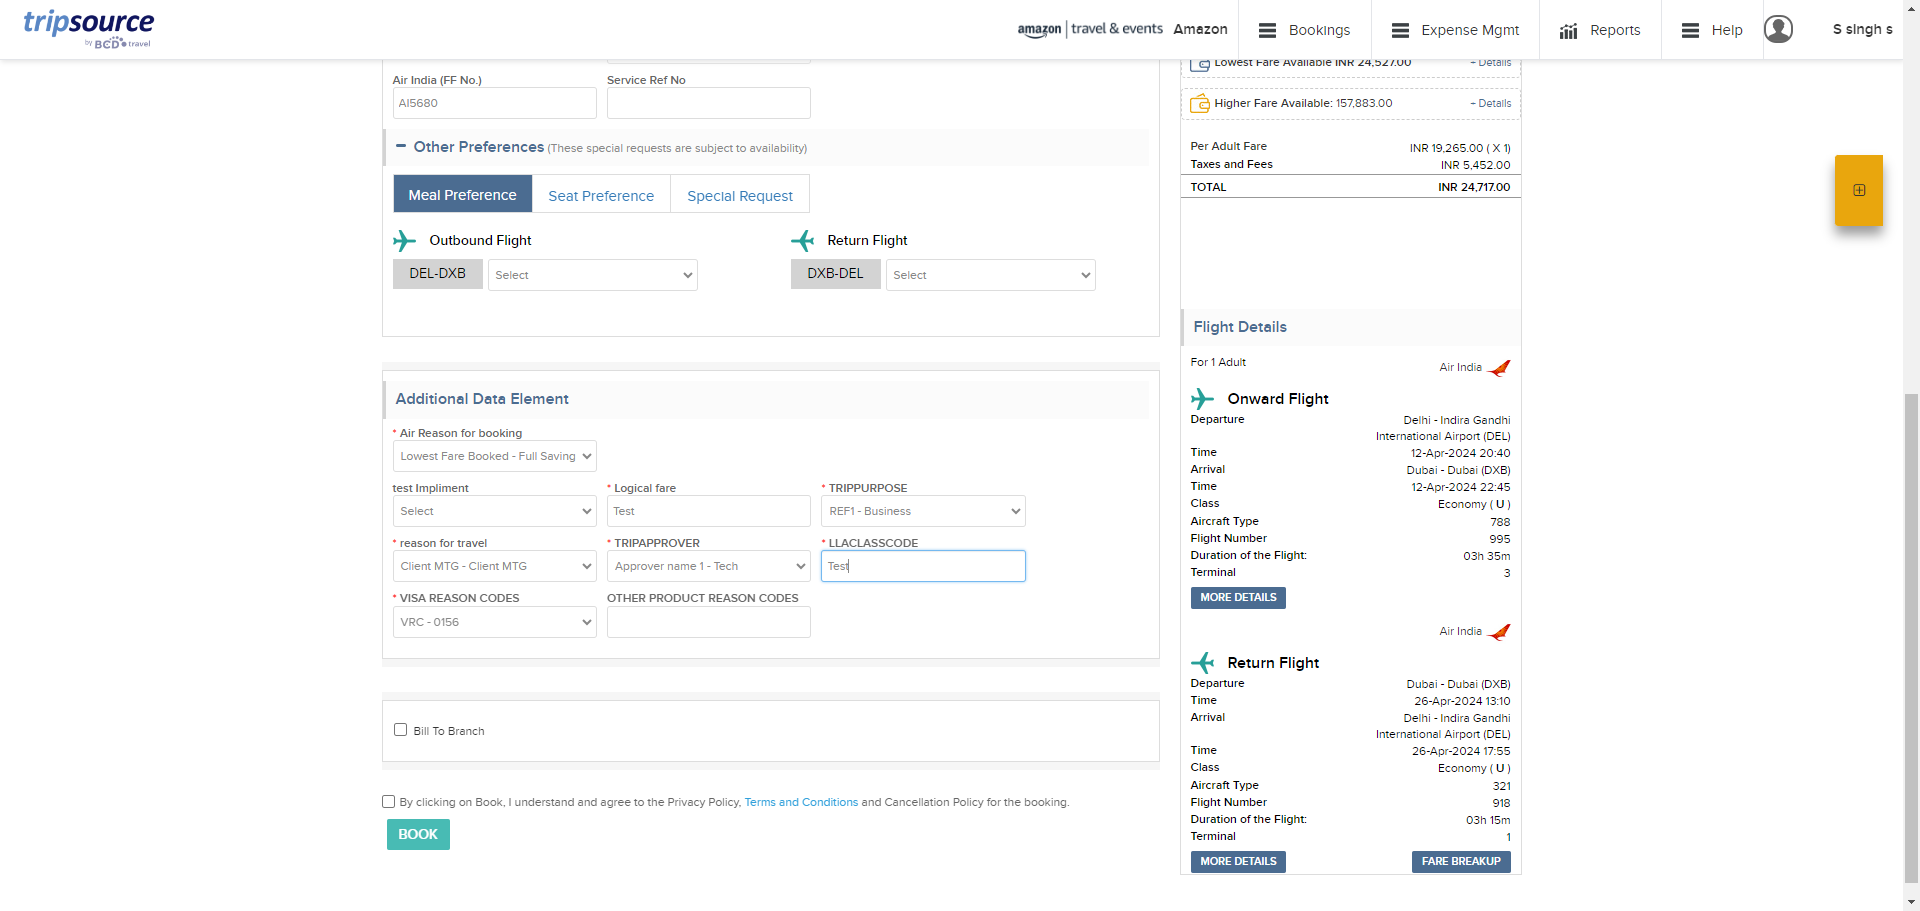 tripsource
by BCD travel
amazon | travel & events Amazon
Bookings
Expense Mgmt
Reports
Help
S singh s
Air India (FF No.)
Service Ref No
AI5680
Other Preferences (These special requests are subject to availability)
Meal Preference
Seat Preference
Special Request
Outbound Flight
Return Flight
DEL-DXB
Select
DXB-DEL
Select
Additional Data Element
* Air Reason for booking
Lowest Fare Booked - Full Saving
test Impliment
* Logical fare
* TRIPPURPOSE
Select
Test
REF1 - Business
* reason for travel
* TRIPAPPROVER
* LLACLASSCODE
Client MTG - Client MTG
Approver name 1 - Tech
Test
* VISA REASON CODES
OTHER PRODUCT REASON CODES
VRC - 0156
Bill To Branch
By clicking on Book, I understand and agree to the Privacy Policy, Terms and Conditions and Cancellation Policy for the booking.
BOOK
Lowest Fare Available INR 24,527.00
+ Details
Higher Fare Available: 157,883.00
+ Details
Per Adult Fare INR 19,265.00 ( X 1)
Taxes and Fees INR 5,452.00
TOTAL INR 24,717.00
Flight Details
For 1 Adult
Air India
Onward Flight
Departure Delhi - Indira Gandhi
International Airport (DEL)
Time 12-Apr-2024 20:40
Arrival Dubai - Dubai (DXB)
Time 12-Apr-2024 22:45
Class Economy ( U )
Aircraft Type 788
Flight Number 995
Duration of the Flight: 03h 35m
Terminal 3
MORE DETAILS
Air India
Return Flight
Departure Dubai - Dubai (DXB)
Time 26-Apr-2024 13:10
Arrival Delhi - Indira Gandhi
International Airport (DEL)
Time 26-Apr-2024 17:55
Class Economy ( U )
Aircraft Type 321
Flight Number 918
Duration of the Flight: 03h 15m
Terminal 1
MORE DETAILS
FARE BREAKUP